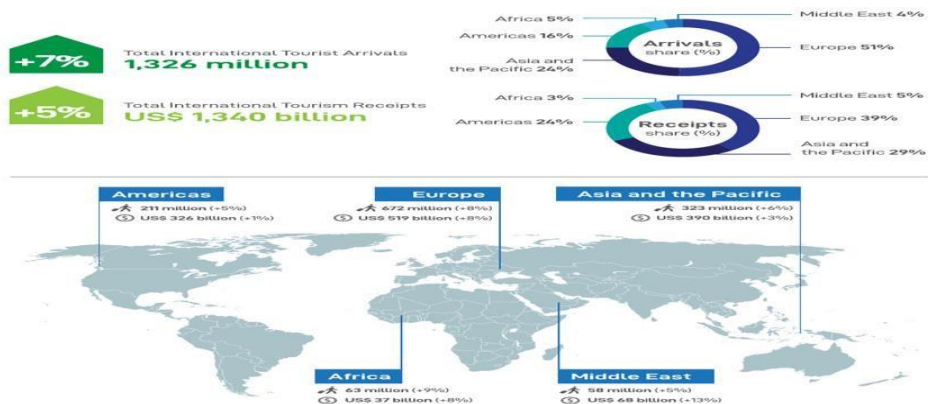 +7%
Total International Tourist Arrivals
1,326 million
+5%
Total International Tourism Receipts
US$ 1,340 billion
Africa 5%
Americas 16%
Asia and
the Pacific 24%
Arrivals
share (%)
Middle East 4%
Europe 51%
Africa 3%
Americas 24%
Receipts
share (%)
Middle East 5%
Europe 39%
Asia and
the Pacific 29%
Americas
211 million (+5%)
US$ 326 billion (+1%)
Europe
672 million (+8%)
US$ 519 billion (+8%)
Asia and the Pacific
323 million (+6%)
US$ 390 billion (+3%)
Africa
63 million (+9%)
US$ 37 billion (+8%)
Middle East
58 million (+5%)
US$ 68 billion (+13%)